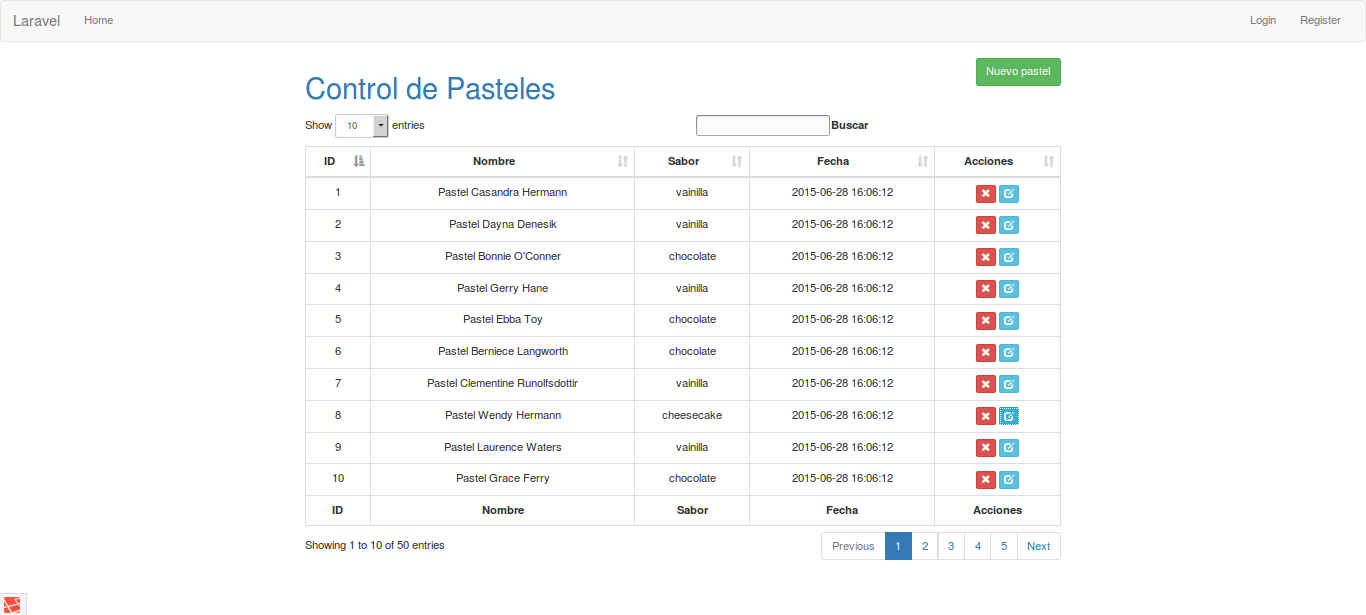 Laravel Home Login Register
Nuevo pastel
Control de Pasteles
Show 10 entries Buscar
ID Nombre Sabor Fecha Acciones
1 Pastel Casandra Hermann vainilla 2015-06-28 16:06:12
2 Pastel Dayna Denesik vainilla 2015-06-28 16:06:12
3 Pastel Bonnie O'Conner chocolate 2015-06-28 16:06:12
4 Pastel Gerry Hane vainilla 2015-06-28 16:06:12
5 Pastel Ebba Toy chocolate 2015-06-28 16:06:12
6 Pastel Berniece Langworth chocolate 2015-06-28 16:06:12
7 Pastel Clementine Runolfsdottir vainilla 2015-06-28 16:06:12
8 Pastel Wendy Hermann cheesecake 2015-06-28 16:06:12
9 Pastel Laurence Waters vainilla 2015-06-28 16:06:12
10 Pastel Grace Ferry chocolate 2015-06-28 16:06:12
ID Nombre Sabor Fecha Acciones
Showing 1 to 10 of 50 entries Previous 1 2 3 4 5 Next